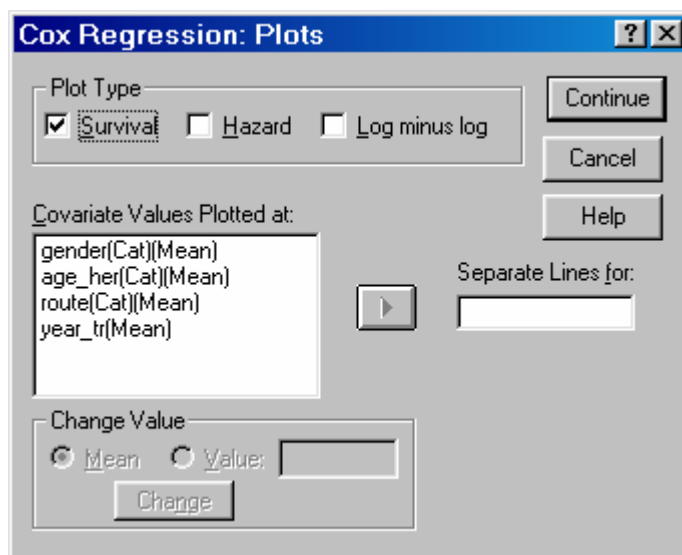 Cox Regression: Plots
Plot Type
Survival Hazard Log minus log
Continue
Cancel
Help
Covariate Values Plotted at:
gender(Cat)(Mean)
age_her(Cat)(Mean)
route(Cat)(Mean)
year_tr(Mean)
Separate Lines for:
Change Value
Mean Value:
Change